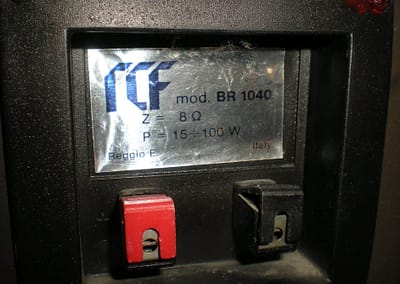 RCF mod. BR 1040
Z = 8 Ω
P = 15÷100 W
Reggio E. Italy